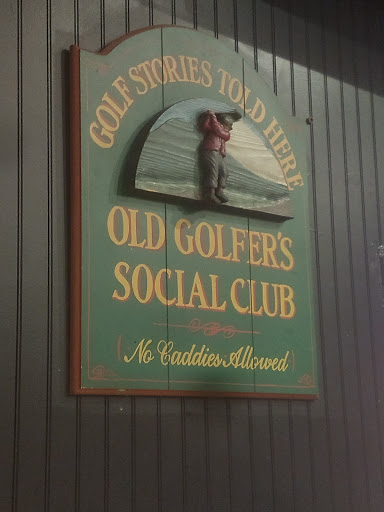 GOLF STORIES TOLD HERE
OLD GOLFER'S
SOCIAL CLUB
(No Caddies Allowed)